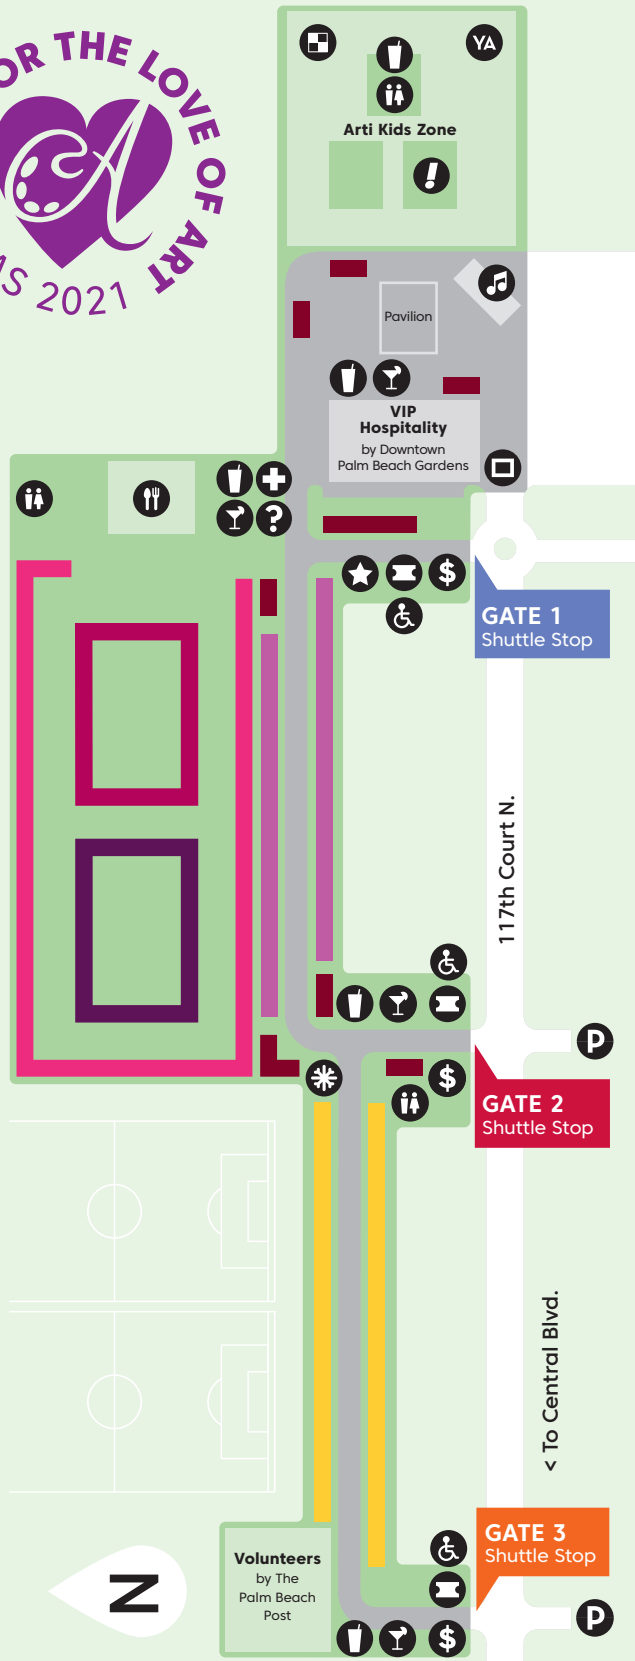 OR THE LOVE OF ART
AS 2021
YA
Arti Kids Zone
Pavilion
VIP
Hospitality
by Downtown
Palm Beach Gardens
?
$
GATE 1
Shuttle Stop
117th Court N.
P
$
GATE 2
Shuttle Stop
< To Central Blvd.
GATE 3
Shuttle Stop
Volunteers
by The
Palm Beach
Post
N
$
P